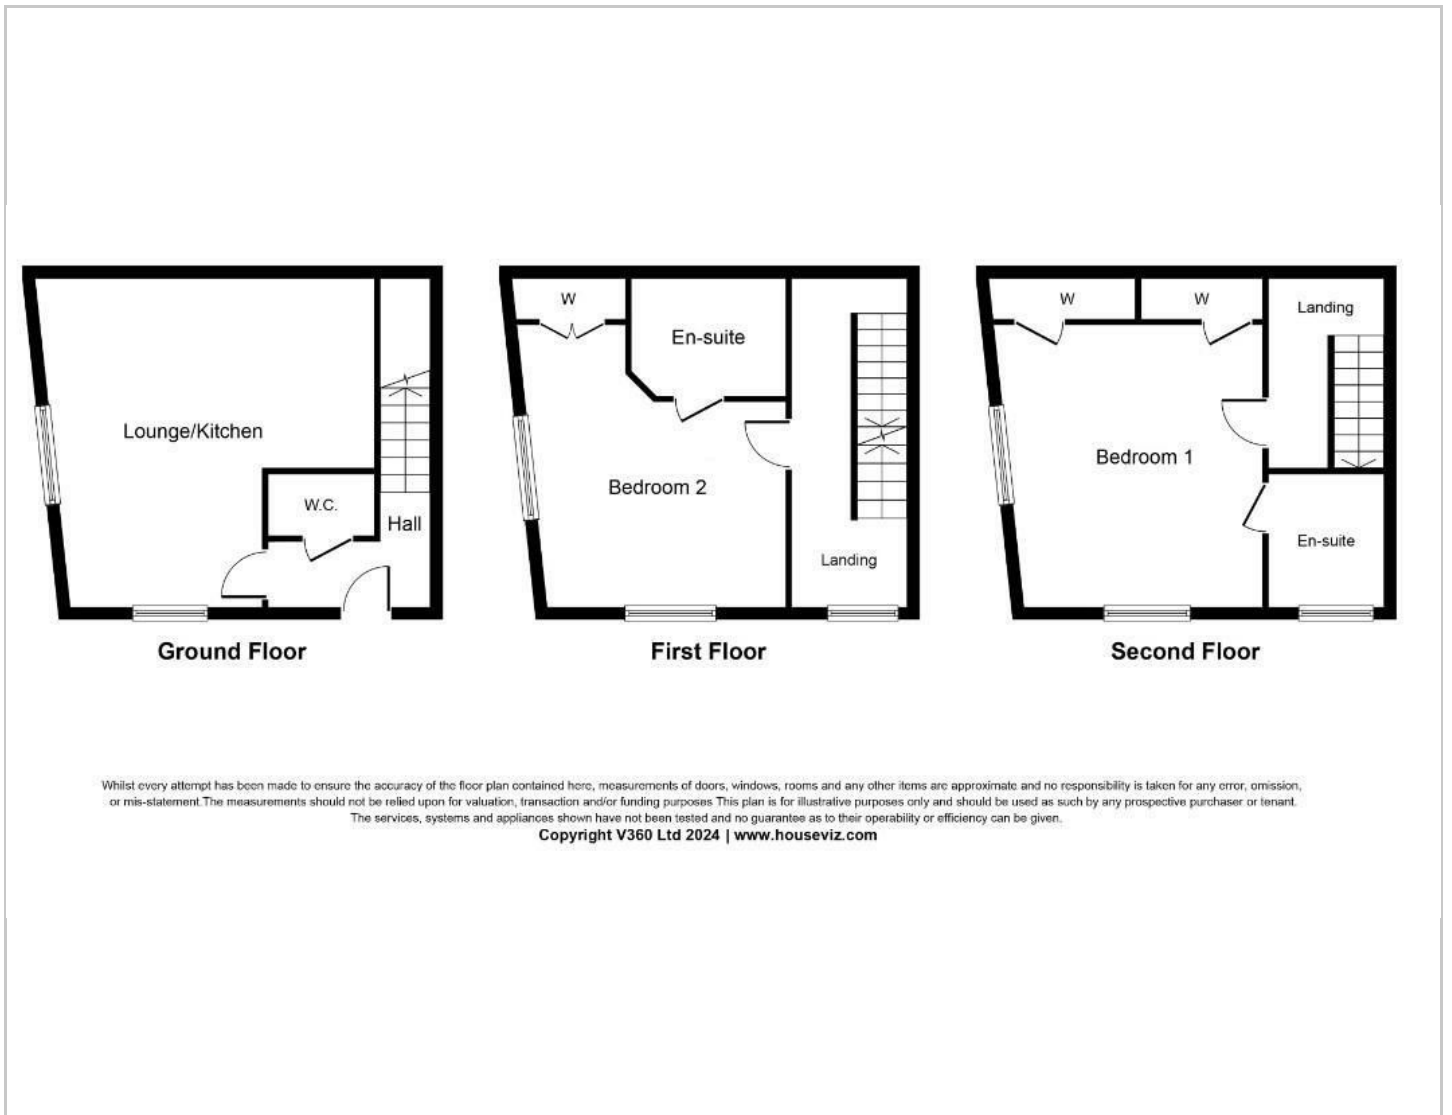 W
En-suite
W
W
Landing
Lounge/Kitchen
W.C.
Hall
Bedroom 2
Landing
Bedroom 1
En-suite
Ground Floor
First Floor
Second Floor
Whilst every attempt has been made to ensure the accuracy of the floor plan contained here, measurements of doors, windows, rooms and any other items are approximate and no responsibility is taken for any error, omission,
or mis-statement.The measurements should not be relied upon for valuation, transaction and/or funding purposes This plan is for illustrative purposes only and should be used as such by any prospective purchaser or tenant.
The services, systems and appliances shown have not been tested and no guarantee as to their operability or efficiency can be given.
Copyright V360 Ltd 2024 | www.houseviz.com